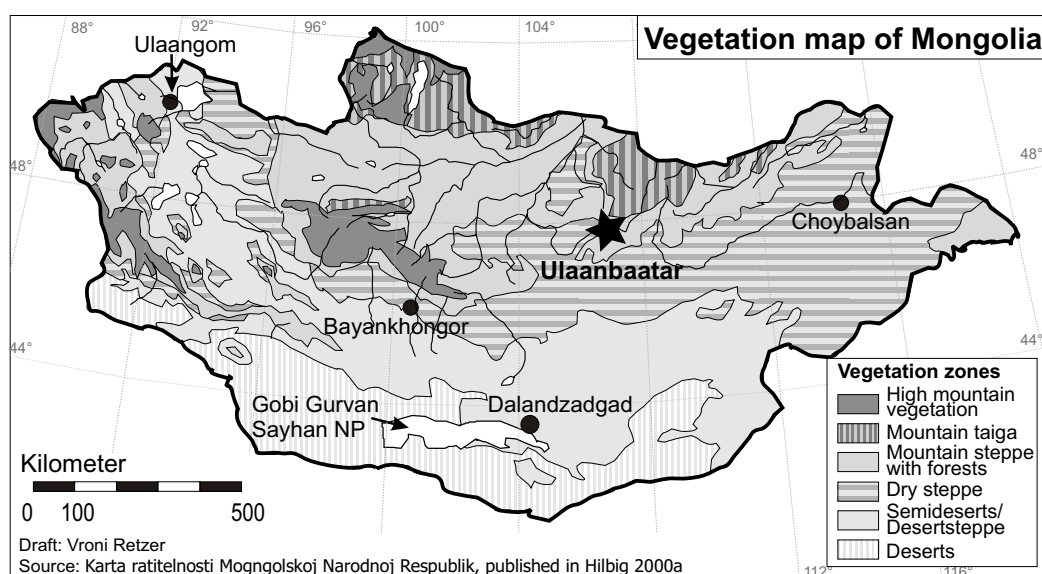 Vegetation map of Mongolia
88°
92°
96
100
104
Ulaangom
48°
48°
Choybalsan
Ulaanbaatar
Bayankhongor
44°
44°
Gobi Gurvan
Sayhan NP
Dalandzadgad
Vegetation zones
High mountain
vegetation
Mountain taiga
Mountain steppe
with forests
Dry steppe
Semideserts/
Desertsteppe
Deserts
Kilometer
0 100 500
112°
116°
Draft: Vroni Retzer
Source: Karta ratitelnosti Mogngolskoj Narodnoj Respublik, published in Hilbig 2000a